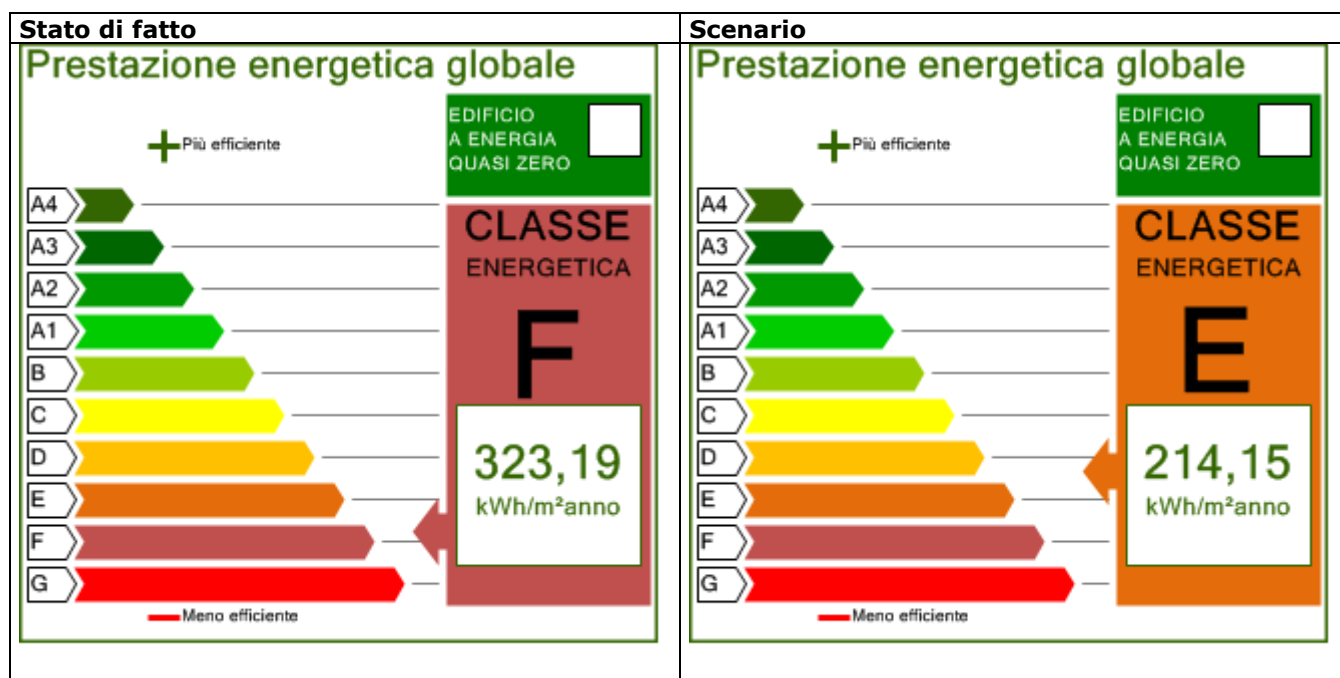 Stato di fatto
Prestazione energetica globale
EDIFICIO
A ENERGIA
QUASI ZERO
Più efficiente
A4
A3
A2
A1
B
C
D
E
F
G
CLASSE
ENERGETICA
F
323,19
kWh/m²anno
Meno efficiente
Scenario
Prestazione energetica globale
EDIFICIO
A ENERGIA
QUASI ZERO
Più efficiente
A4
A3
A2
A1
B
C
D
E
F
G
CLASSE
ENERGETICA
E
214,15
kWh/m²anno
Meno efficiente